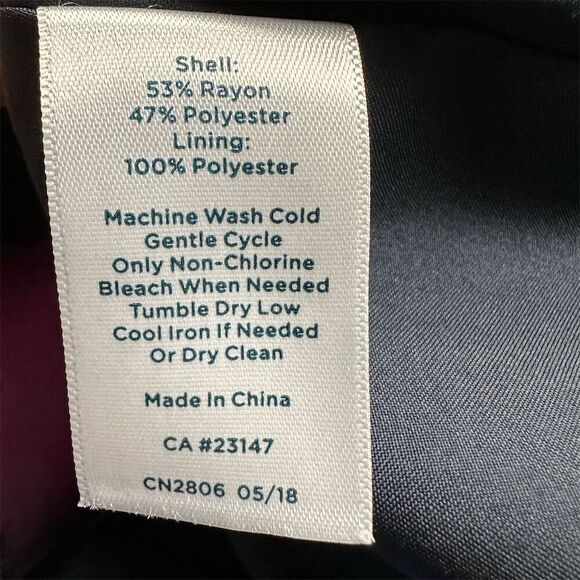 Shell:
53% Rayon
47% Polyester
Lining:
100% Polyester
Machine Wash Cold
Gentle Cycle
Only Non-Chlorine
Bleach When Needed
Tumble Dry Low
Cool Iron If Needed
Or Dry Clean
Made In China
CA #23147
CN2806 05/18